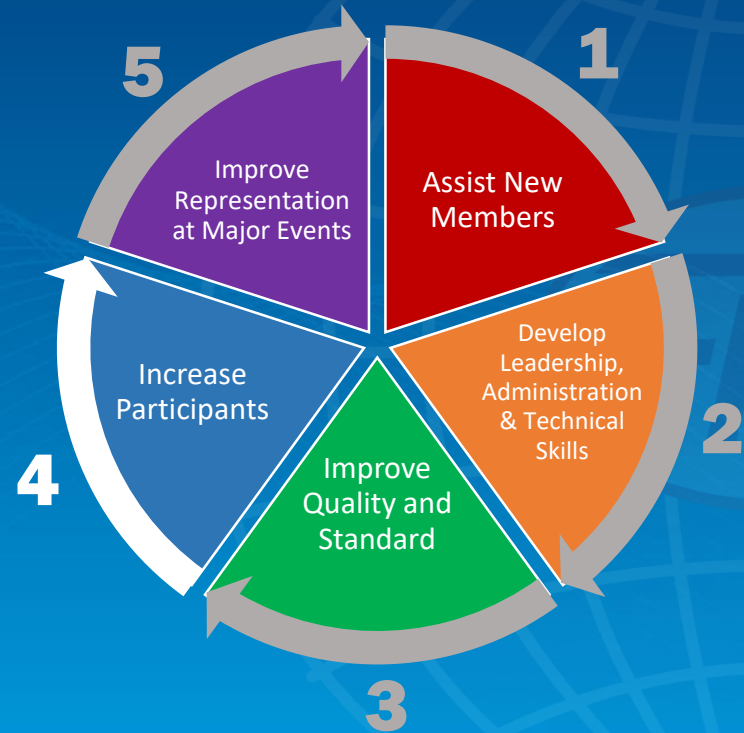 1
Assist New
Members
2
Develop
Leadership,
Administration
& Technical
Skills
3
Improve
Quality and
Standard
4
Increase
Participants
5
Improve
Representation
at Major Events